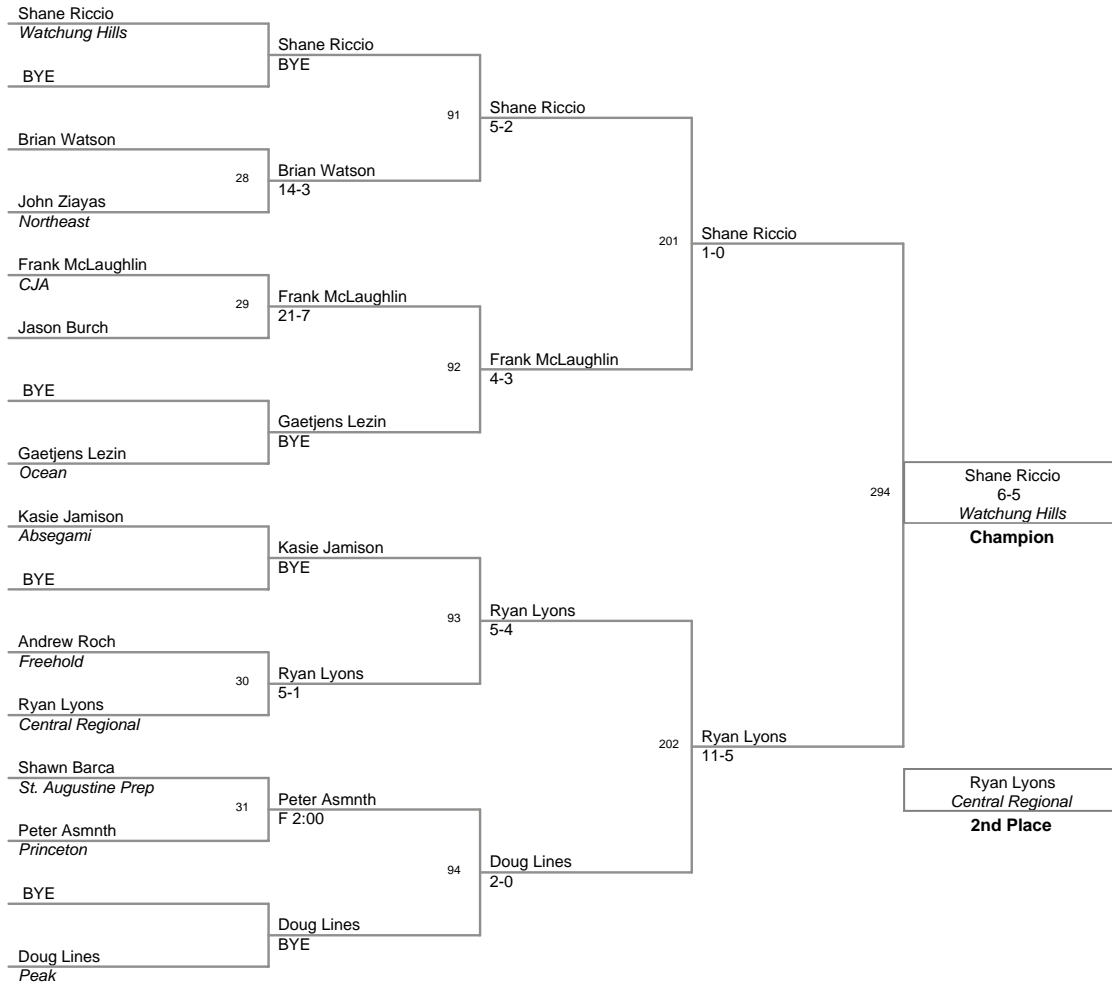 Shane Riccio
Watchung Hills
BYE
Brian Watson
John Ziayas
Northeast
Frank McLaughlin
CJA
Jason Burch
BYE
Gaetjens Lezin
Ocean
Kasie Jamison
Absegami
BYE
Andrew Roch
Freehold
Ryan Lyons
Central Regional
Shawn Barca
St. Augustine Prep
Peter Asmnth
Princeton
BYE
Doug Lines
Peak
28
29
30
31
Shane Riccio
BYE
Brian Watson
14-3
Frank McLaughlin
21-7
Gaetjens Lezin
BYE
Kasie Jamison
BYE
Ryan Lyons
5-1
Peter Asmnth
F 2:00
Doug Lines
BYE
91
92
93
94
Shane Riccio
5-2
Frank McLaughlin
4-3
Ryan Lyons
5-4
Doug Lines
2-0
201
202
Shane Riccio
1-0
Ryan Lyons
11-5
294
Shane Riccio
6-5
Watchung Hills
Champion
Ryan Lyons
Central Regional
2nd Place